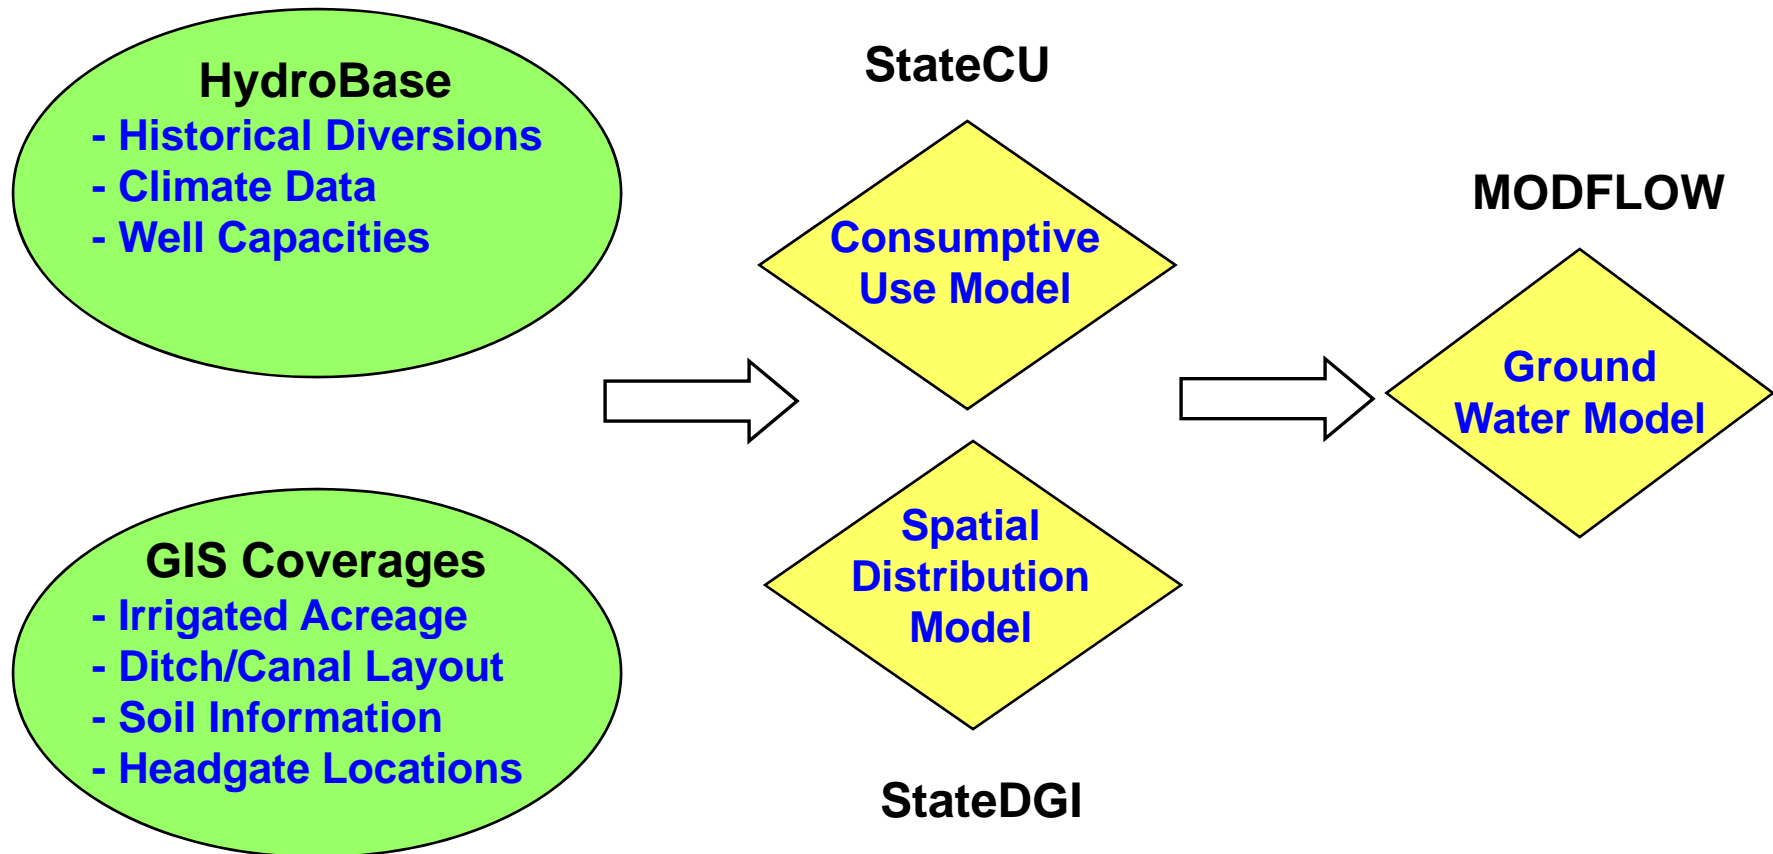 HydroBase
- Historical Diversions
- Climate Data
- Well Capacities
GIS Coverages
- Irrigated Acreage
- Ditch/Canal Layout
- Soil Information
- Headgate Locations
StateCU
Consumptive
Use Model
Spatial
Distribution
Model
StateDGI
MODFLOW
Ground
Water Model